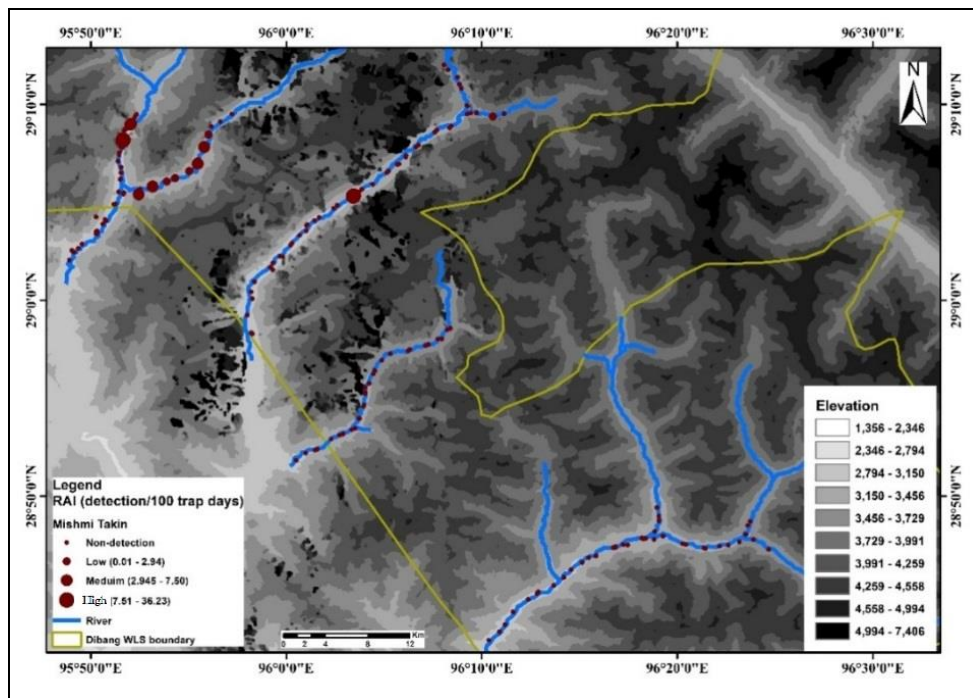 95°50'0"E 96°0'0"E 96°10'0"E 96°20'0"E 96°30'0"E
N
29°10'0"N 29°10'0"N
29°0'0"N 29°0'0"N
28°50'0"N 28°50'0"N
Elevation
1,356 - 2,346
2,346 - 2,794
2,794 - 3,150
3,150 - 3,456
3,456 - 3,729
3,729 - 3,991
3,991 - 4,259
4,259 - 4,558
4,558 - 4,994
4,994 - 7,406
Legend
RAI (detection/100 trap days)
Mishmi Takin
Non-detection
Low (0.01 - 2.94)
Meduim (2.945 - 7.50)
High (7.51 - 36.23)
River
Dibang WLS boundary
Km
0 2 4 8 12
95°50'0"E 96°0'0"E 96°10'0"E 96°20'0"E 96°30'0"E